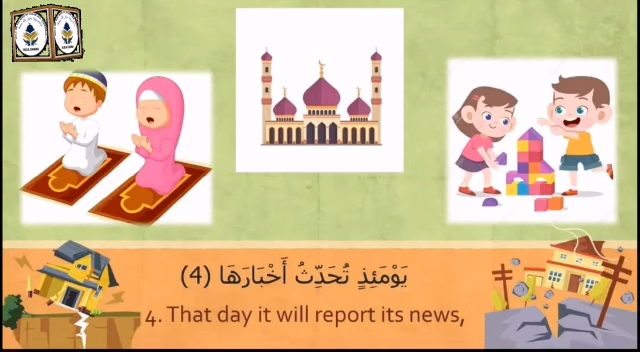 يَوْمَئِذٍ تُحَدِّثُ أَخْبَارَهَا (4)
4. That day it will report its news,